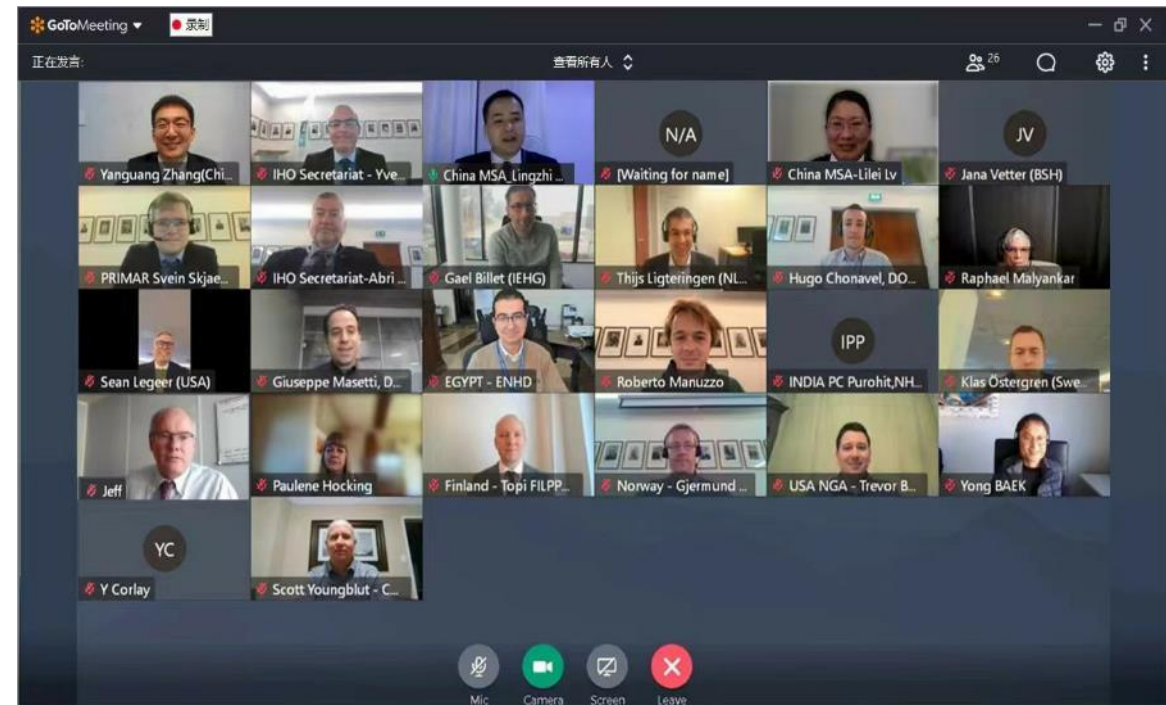 GoToMeeting
录制
正在发言:
查看所有人
26
Yanguang Zhang(Chi...
IHO Secretariat - Yve...
China MSA_Lingzhi ...
N/A
[Waiting for name]
China MSA-Lilei Lv
JV
Jana Vetter (BSH)
PRIMAR Svein Skjae...
IHO Secretariat-Abri ...
Gael Billet (IEHG)
Thijs Ligteringen (NL...
Hugo Chonavel, DO...
Raphael Malyankar
Sean Legeer (USA)
Giuseppe Masetti, D...
EGYPT - ENHD
Roberto Manuzzo
IPP
INDIA PC Purohit,NH...
Klas Östergren (Swe...
Jeff
Paulene Hocking
Finland - Topi FILPP...
Norway - Gjermund ...
USA NGA - Trevor B...
Yong BAEK
YC
Y Corlay
Scott Youngblut - C...
Mic
Camera
Screen
Leave